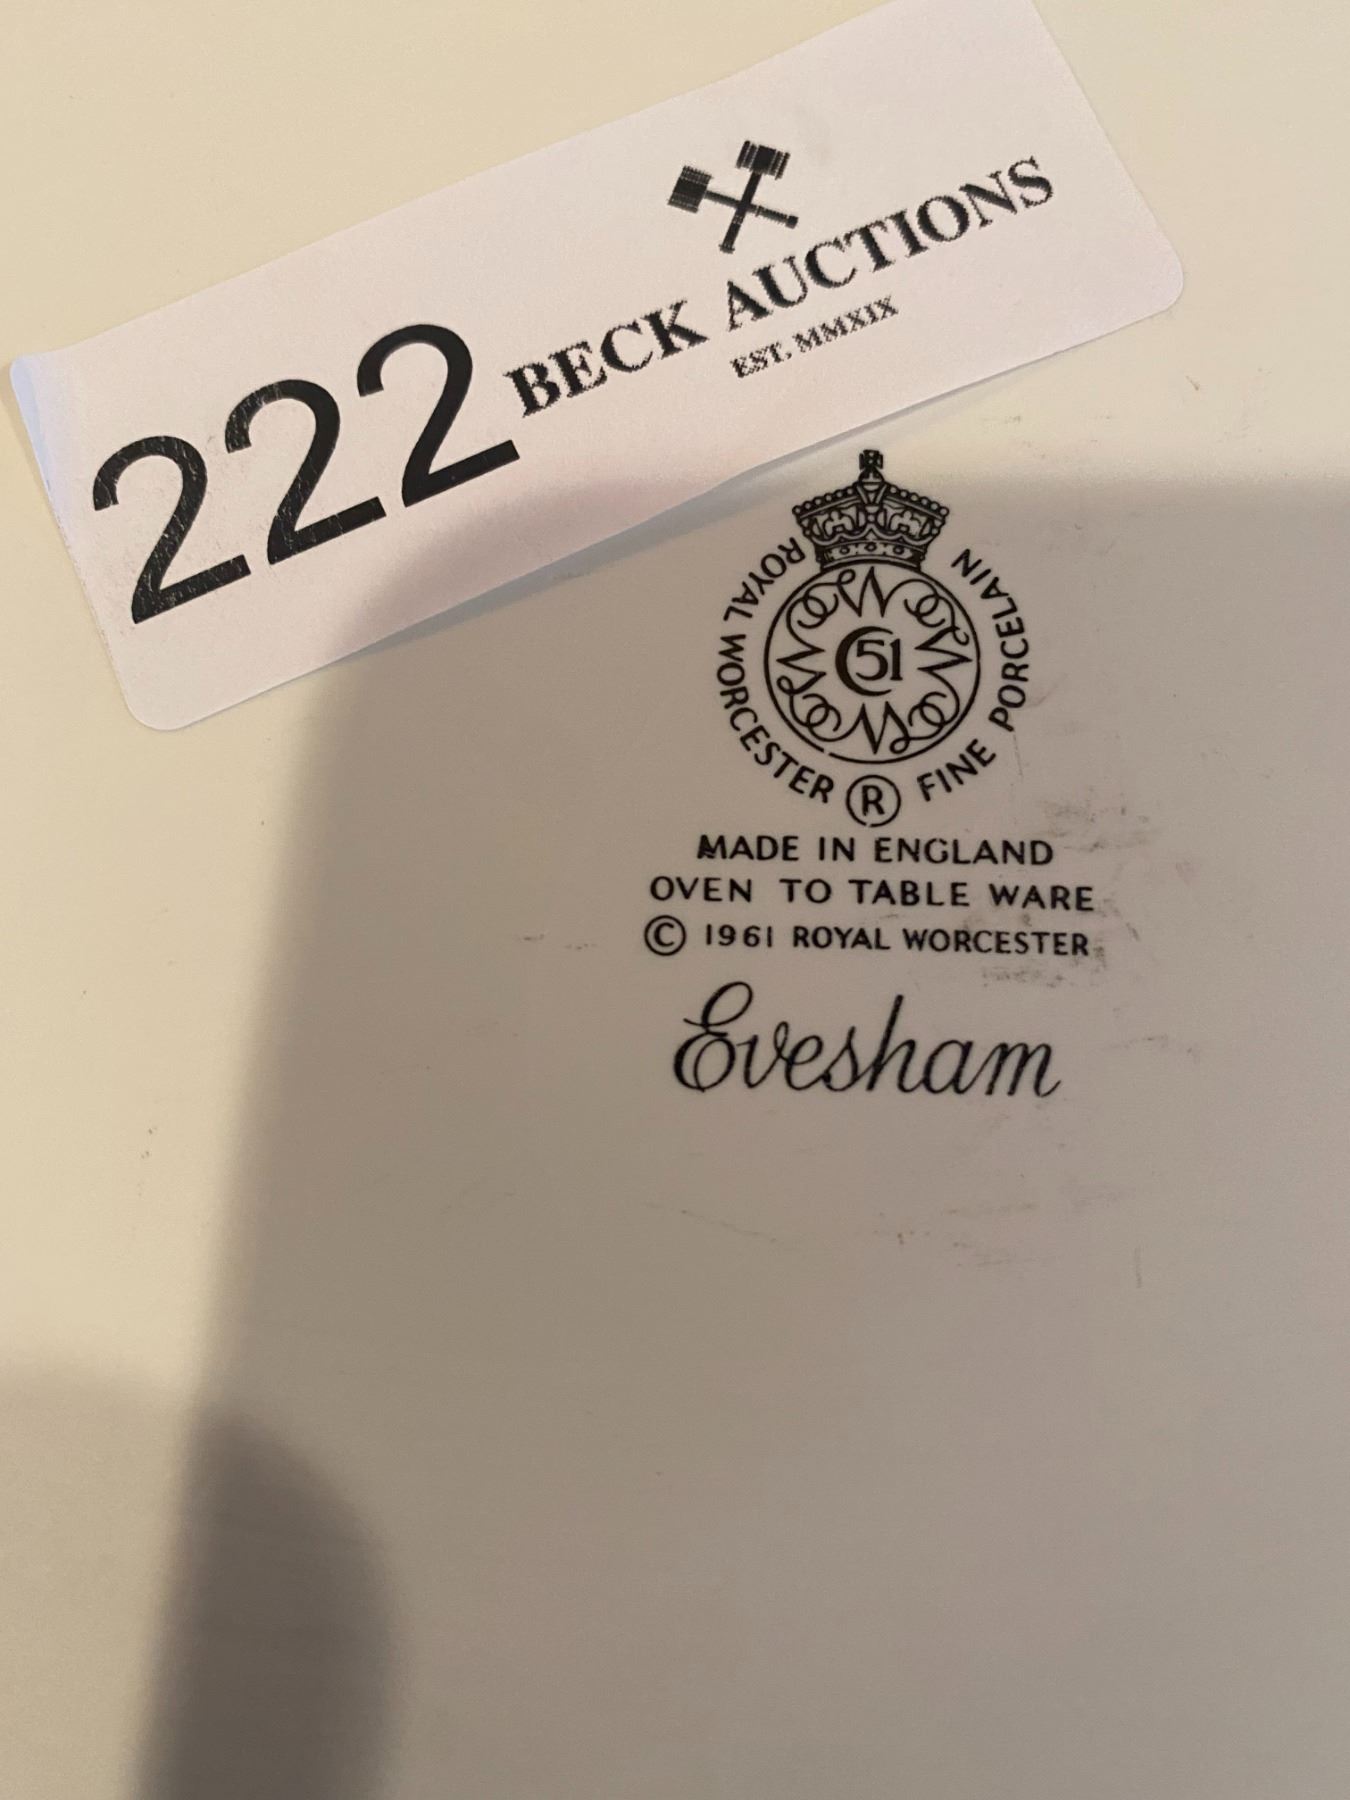 222 BECK AUCTIONS
EST. MMXIX
ROYAL WORCESTER ® FINE PORCELAIN
C51
MADE IN ENGLAND
OVEN TO TABLE WARE
© 1961 ROYAL WORCESTER
Evesham